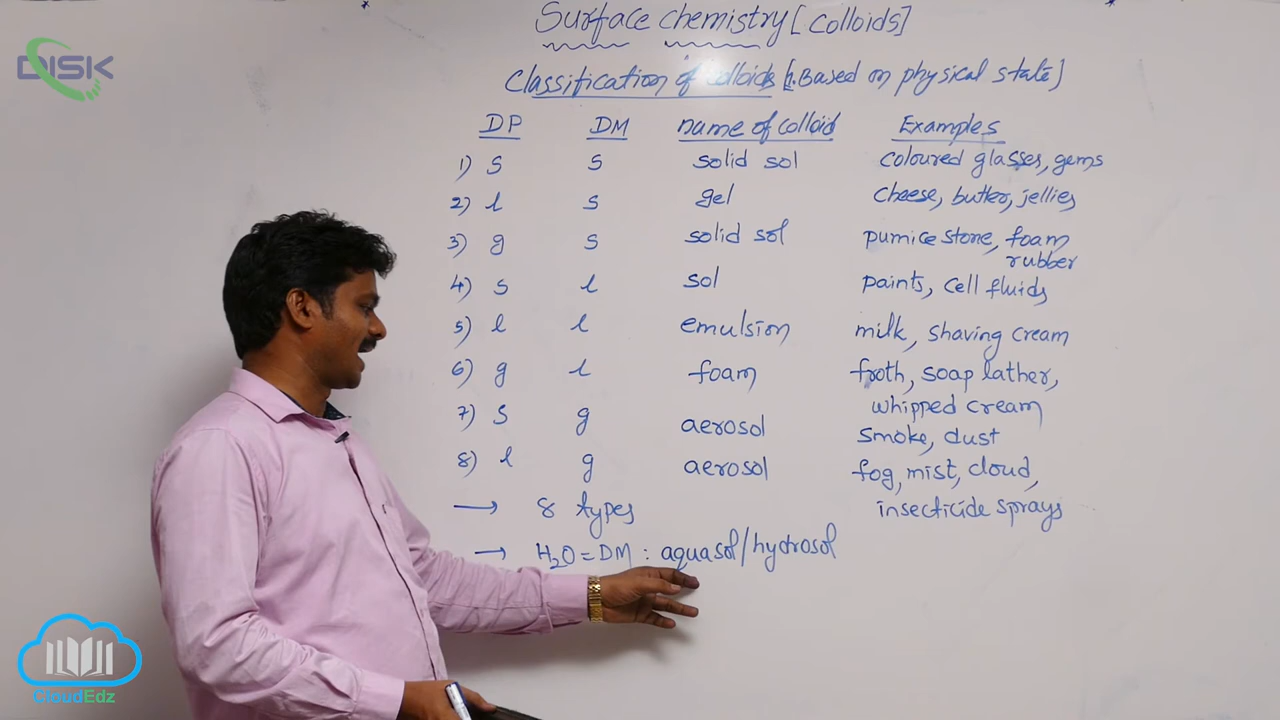 Surface chemistry [colloids]
DISK
Classification of colloids [1. Based on physical state]
DP DM name of colloid Examples
1) s s solid sol coloured glasses, gems
2) l s gel cheese, butter, jellies
3) g s solid sol pumice stone, foam
rubber
4) s l sol paints, cell fluids
5) l l emulsion milk, shaving cream
6) g l foam froth, soap lather,
whipped cream
7) s g aerosol smoke, dust
8) l g aerosol fog, mist, cloud,
insecticide sprays
→ 8 types
→ H₂O = DM : aquasol/hydrosol
CloudEdz